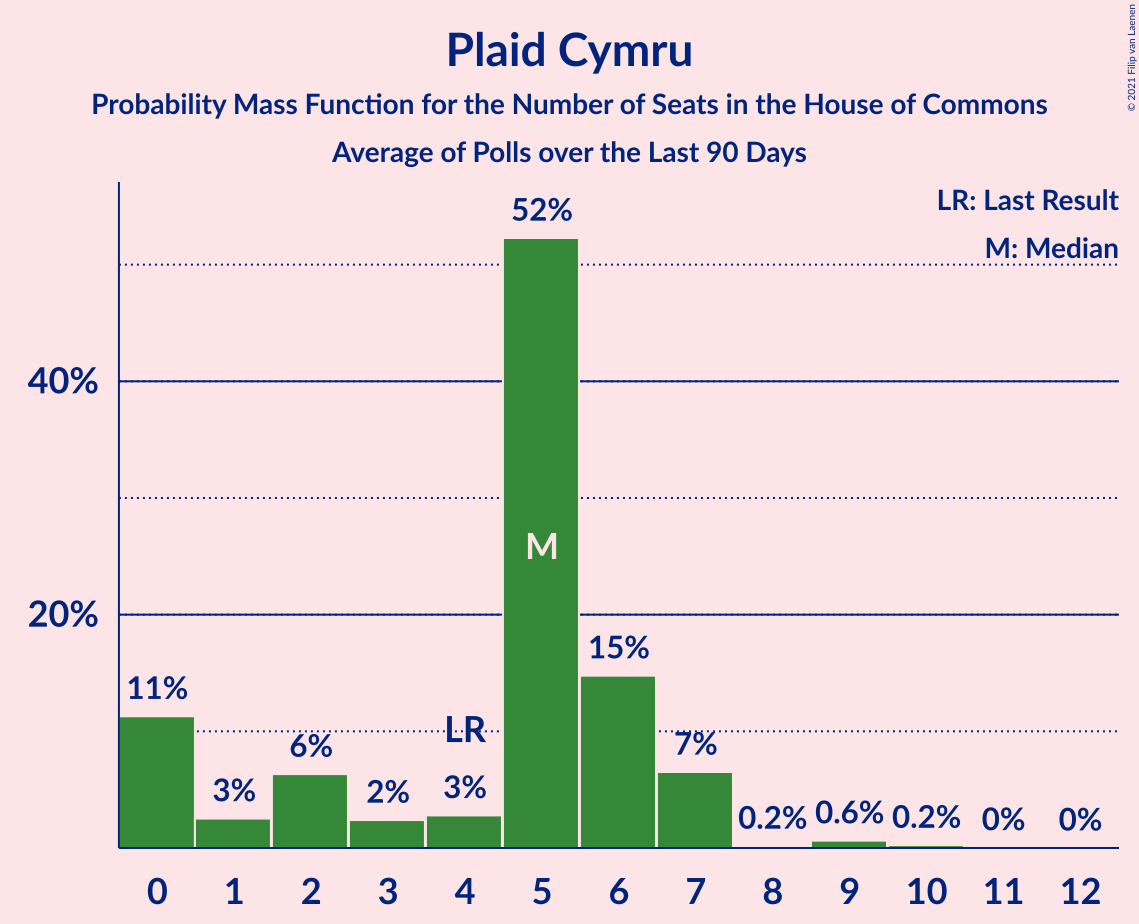 Plaid Cymru
Probability Mass Function for the Number of Seats in the House of Commons
Average of Polls over the Last 90 Days
© 2021 Filip van Laenen
LR: Last Result
M: Median
52%
40%
M
20%
15%
11%
LR
6%
7%
3%
2%
3%
0.2%
0.6%
0.2%
0%
0%
0 1 2 3 4 5 6 7 8 9 10 11 12